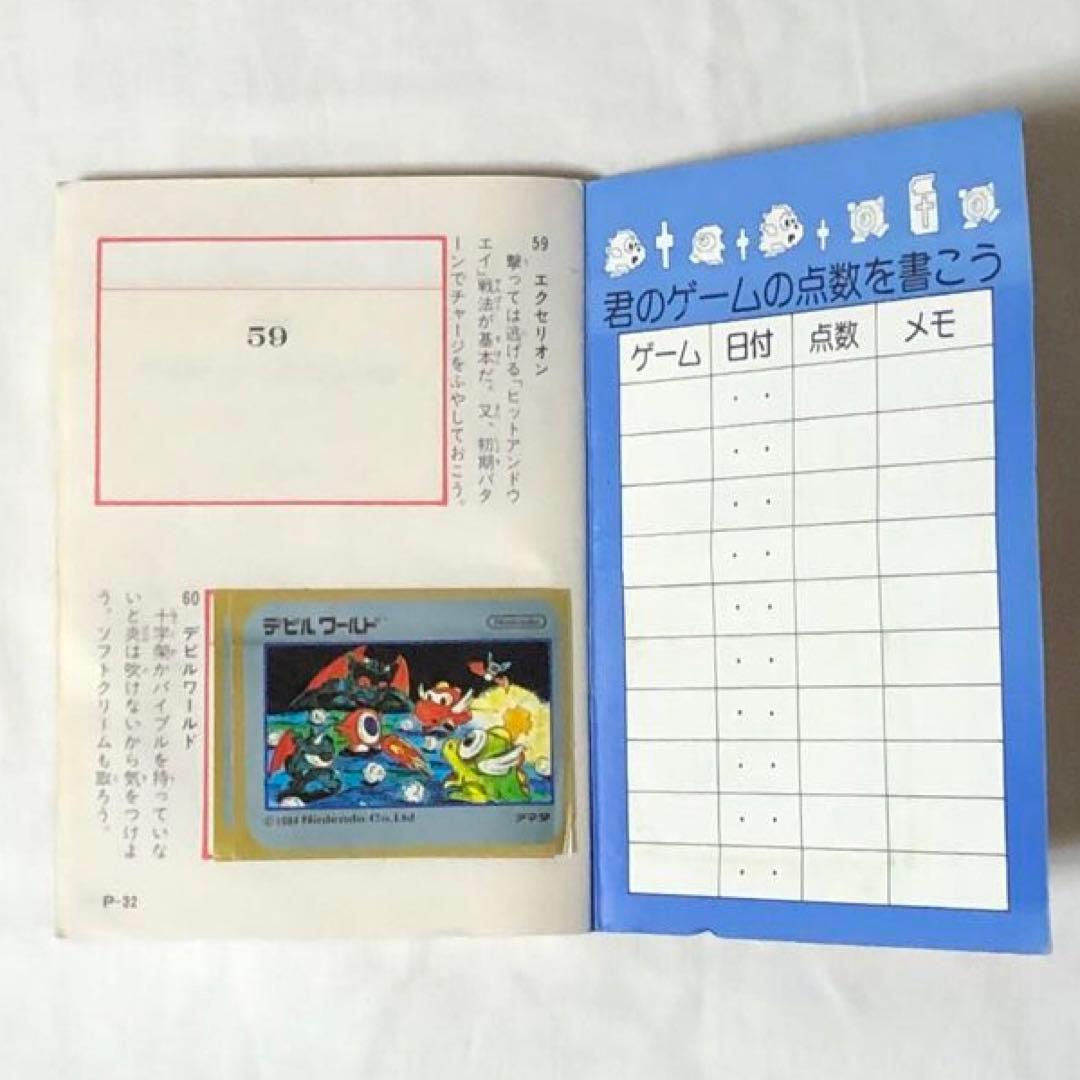 59 エクセリオン
撃っては逃げる「ヒットアンドウ
エイ」戦法が基本だ。又、初期パタ
ーンでチャージをふやしておこう。
59
60 デビルワールド
十字架かバイブルを持っていな
いと炎は吹けないから気をつけよ
う。ソフトクリームも取ろう。
デビルワールド
Nintendo
©1984 Nintendo.Co.,Ltd
アマダ
P-32
君のゲームの点数を書こう
ゲーム 日付 点数 メモ